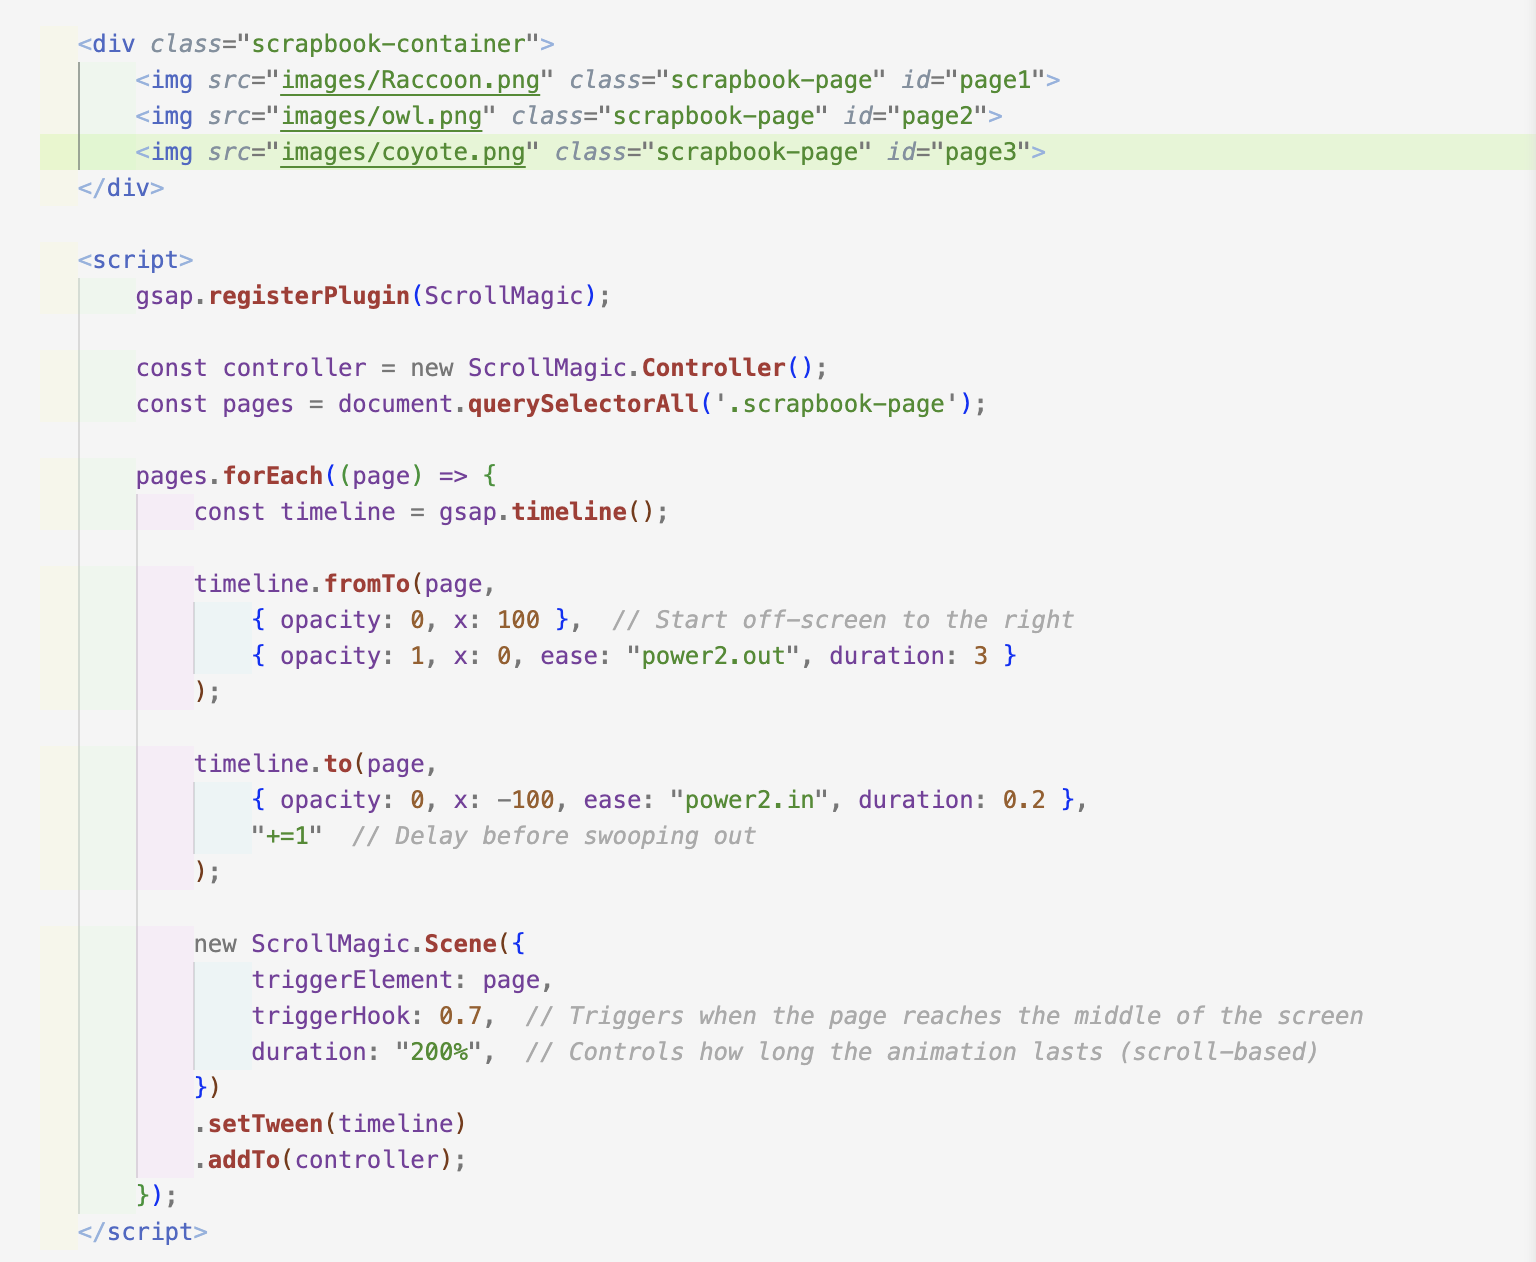 <div class="scrapbook-container">
<img src="images/Raccoon.png" class="scrapbook-page" id="page1">
<img src="images/owl.png" class="scrapbook-page" id="page2">
<img src="images/coyote.png" class="scrapbook-page" id="page3">
</div>
<script>
gsap.registerPlugin(ScrollMagic);
const controller = new ScrollMagic.Controller();
const pages = document.querySelectorAll('.scrapbook-page');
pages.forEach((page) => {
const timeline = gsap.timeline();
timeline.fromTo(page,
{ opacity: 0, x: 100 },  // Start off-screen to the right
{ opacity: 1, x: 0, ease: "power2.out", duration: 3 }
);
timeline.to(page,
{ opacity: 0, x: -100, ease: "power2.in", duration: 0.2 },
"+=1"  // Delay before swooping out
);
new ScrollMagic.Scene({
triggerElement: page,
triggerHook: 0.7,  // Triggers when the page reaches the middle of the screen
duration: "200%",  // Controls how long the animation lasts (scroll-based)
})
.setTween(timeline)
.addTo(controller);
});
</script>